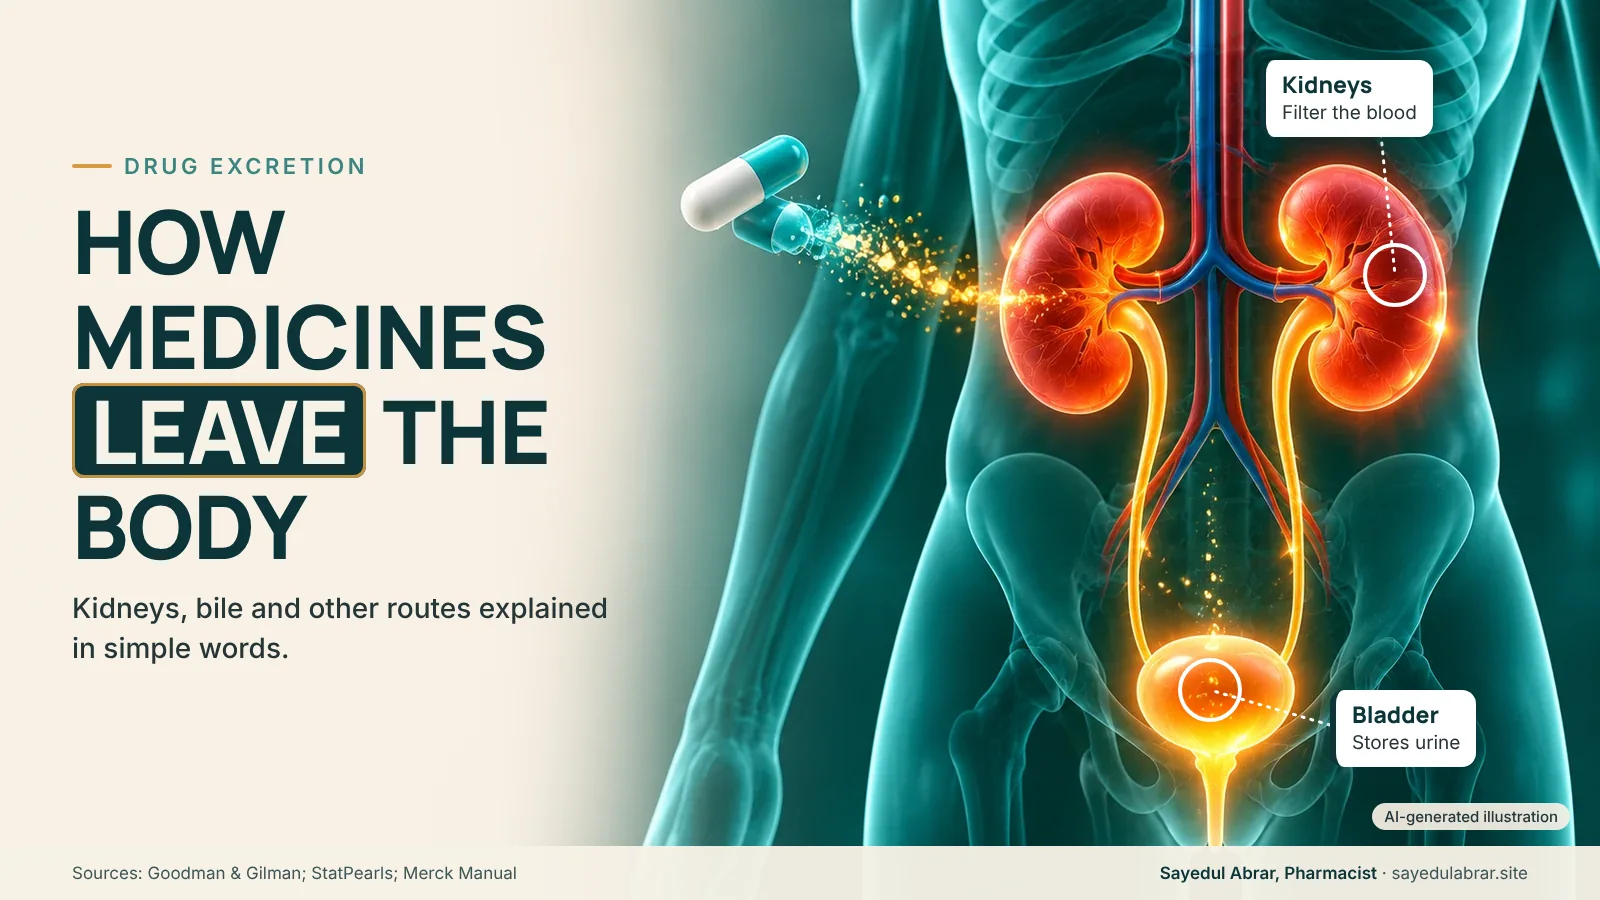 DRUG EXCRETION
HOW
MEDICINES
LEAVE THE
BODY
Kidneys, bile and other routes explained
in simple words.
Kidneys
Filter the blood
Bladder
Stores urine
AI-generated illustration
Sources: Goodman & Gilman; StatPearls; Merck Manual
Sayedul Abrar, Pharmacist · sayedulabrar.site